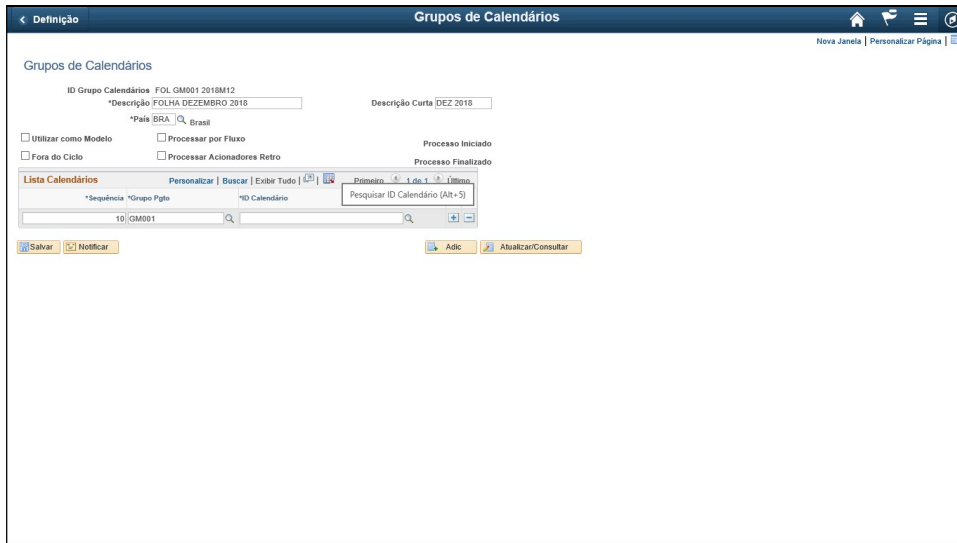 Definição
Grupos de Calendários
Nova Janela | Personalizar Página |
Grupos de Calendários
ID Grupo Calendários FOL GM001 2018M12
*Descrição FOLHA DEZEMBRO 2018 Descrição Curta DEZ 2018
*País BRA Brasil
Utilizar como Modelo Processar por Fluxo Processo Iniciado
Fora do Ciclo Processar Acionadores Retro Processo Finalizado
Lista Calendários Personalizar | Buscar | Exibir Tudo | | Primeiro 1 de 1 Último
Pesquisar ID Calendário (Alt+5)
*Sequência *Grupo Pgto *ID Calendário
10 GM001
Salvar Notificar Adic Atualizar/Consultar